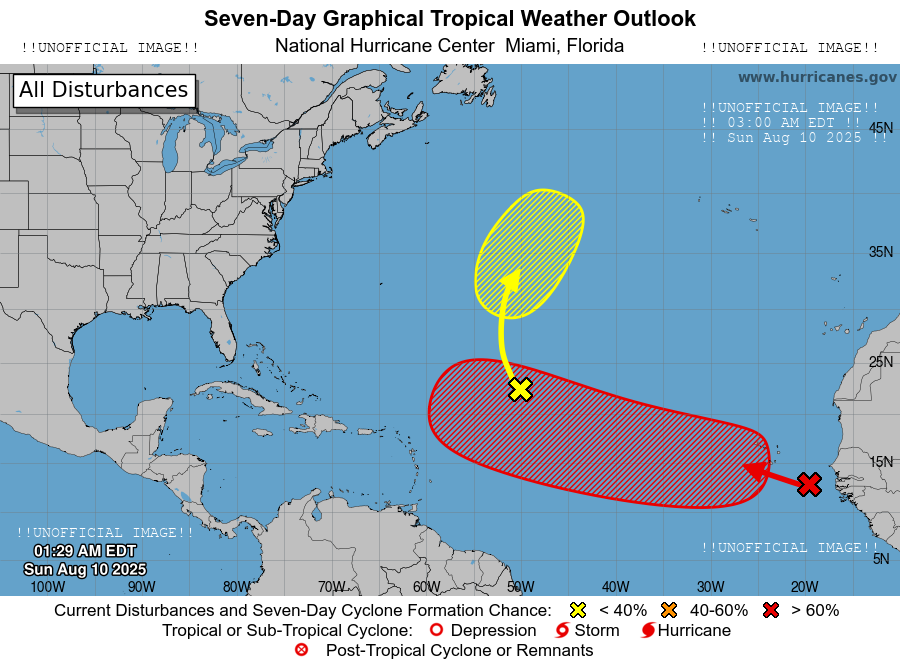 Seven-Day Graphical Tropical Weather Outlook
!!UNOFFICIAL IMAGE!! National Hurricane Center Miami, Florida !!UNOFFICIAL IMAGE!!
All Disturbances
www.hurricanes.gov
!!UNOFFICIAL IMAGE!!
!! 03:00 AM EDT !!
!! Sun Aug 10 2025 !!
45N
35N
25N
15N
!!UNOFFICIAL IMAGE!!
01:29 AM EDT
Sun Aug 10 2025
!!UNOFFICIAL IMAGE!!
5N
100W 90W 80W 70W 60W 50W 40W 30W 20W
Current Disturbances and Seven-Day Cyclone Formation Chance: < 40% 40-60% > 60%
Tropical or Sub-Tropical Cyclone: Depression Storm Hurricane
Post-Tropical Cyclone or Remnants